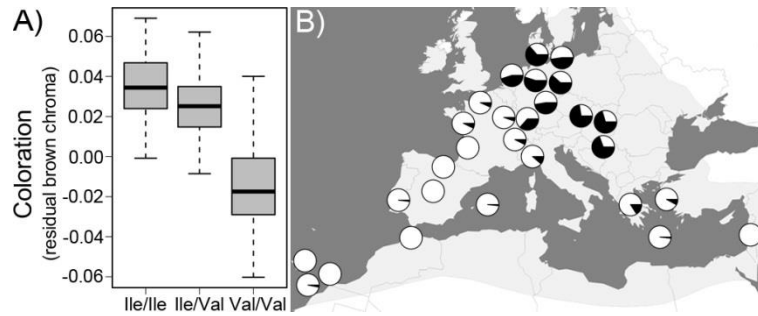 A)
B)
Coloration
(residual brown chroma)
0.06
0.04
0.02
0.00
-0.02
-0.04
-0.06
Ile/Ile Ile/Val Val/Val